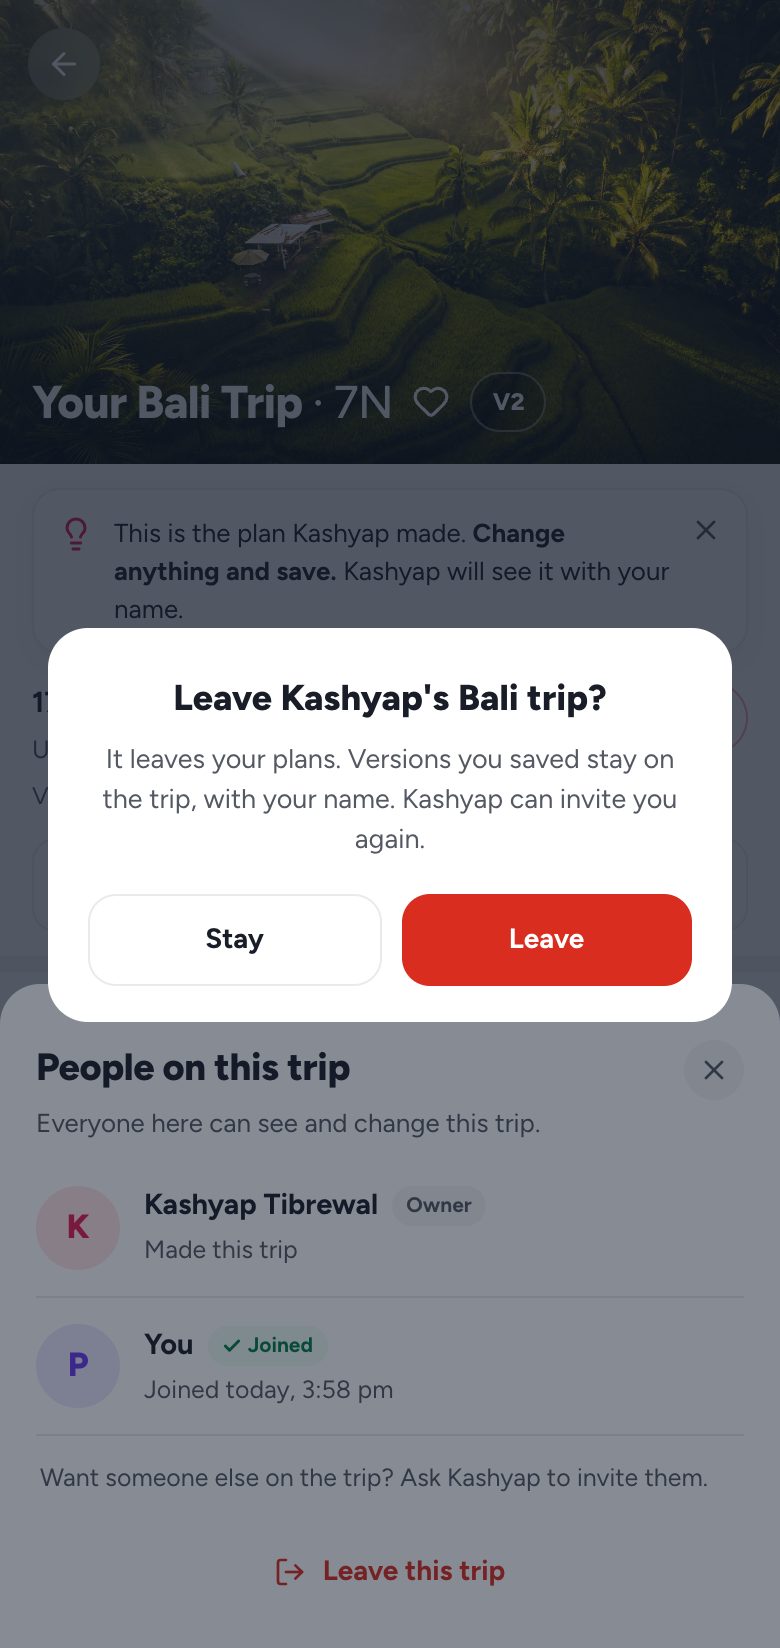 Your Bali Trip · 7N
V2
This is the plan Kashyap made. Change
anything and save. Kashyap will see it with your
name.
Leave Kashyap's Bali trip?
It leaves your plans. Versions you saved stay on
the trip, with your name. Kashyap can invite you
again.
Stay
Leave
People on this trip
Everyone here can see and change this trip.
K
Kashyap Tibrewal
Owner
Made this trip
P
You
Joined
Joined today, 3:58 pm
Want someone else on the trip? Ask Kashyap to invite them.
Leave this trip